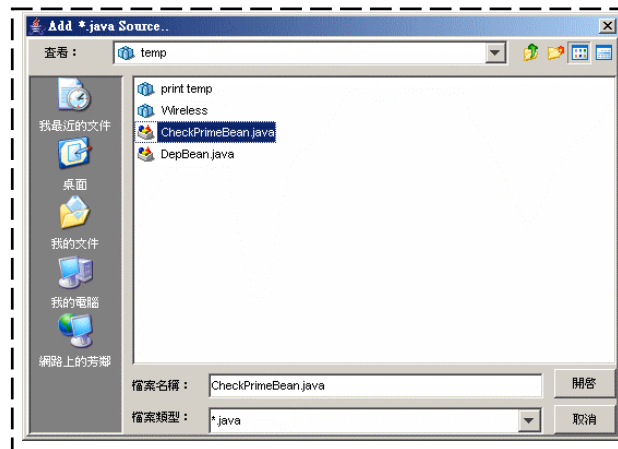 Add *.java Source..
查看：
temp
print temp
Wireless
CheckPrimeBean.java
DepBean.java
我最近的文件
桌面
我的文件
我的電腦
網路上的芳鄰
檔案名稱：
CheckPrimeBean.java
開啓
檔案類型：
*.java
取消